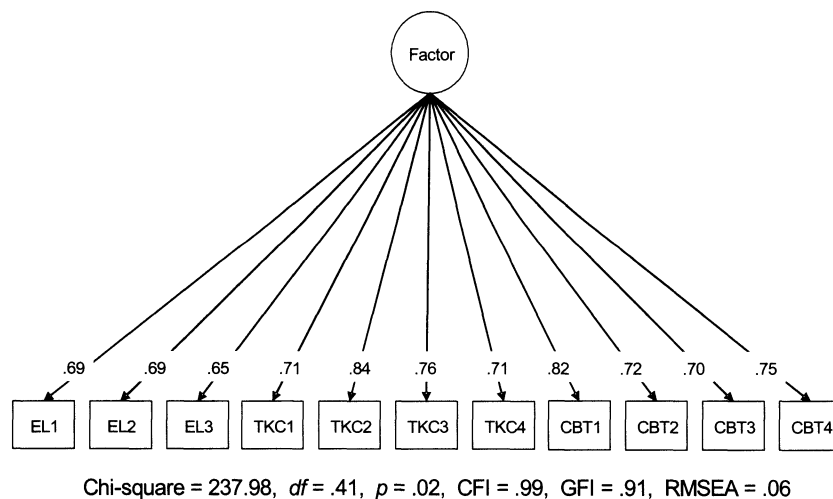 Factor
.69 .69 .65 .71 .84 .76 .71 .82 .72 .70 .75
EL1 EL2 EL3 TKC1 TKC2 TKC3 TKC4 CBT1 CBT2 CBT3 CBT4
Chi-square = 237.98, df = .41, p = .02, CFI = .99, GFI = .91, RMSEA = .06